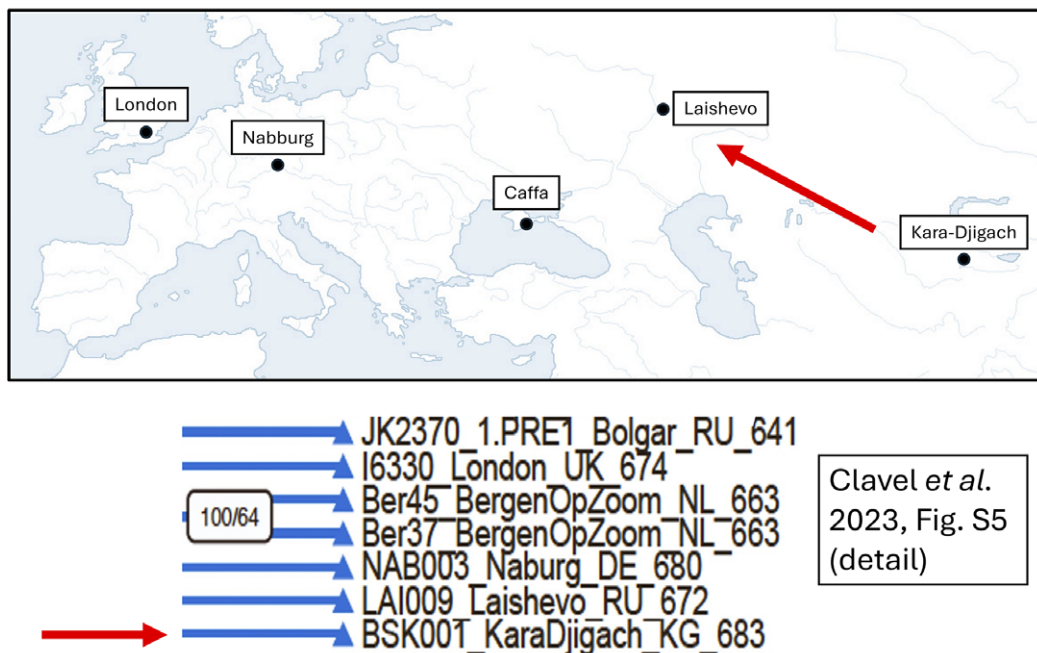 London
Nabburg
Laishevo
Caffa
Kara-Djigach
JK2370_1.PRE1_Bolgar_RU_641
I6330_London_UK_674
Ber45_BergenOpZoom_NL_663
100/64
Ber37_BergenOpZoom_NL_663
NAB003_Naburg_DE_680
LAI009_Laishevo_RU_672
BSK001_KaraDjigach_KG_683
Clavel et al.
2023, Fig. S5
(detail)